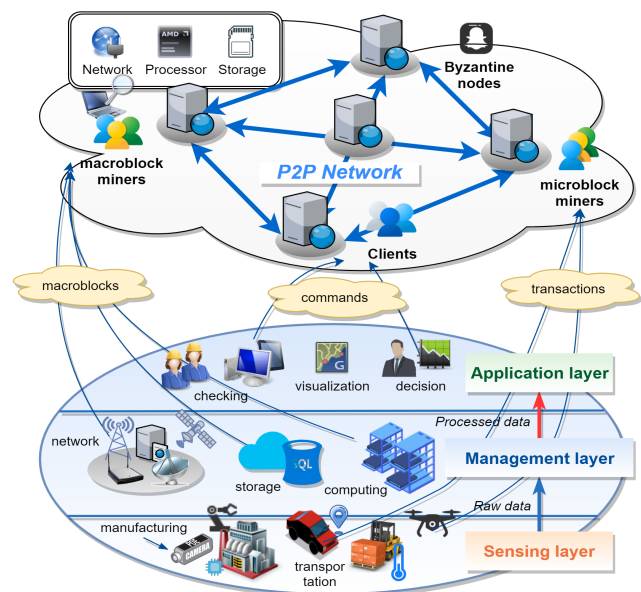 AMD
Network
Processor
Storage
Byzantine
nodes
macroblock
miners
P2P Network
microblock
miners
Clients
macroblocks
commands
transactions
checking
visualization
G
decision
Application layer
Processed data
network
storage
SQL
computing
Management layer
Raw data
manufacturing
CAMERA
transpor
tation
Sensing layer